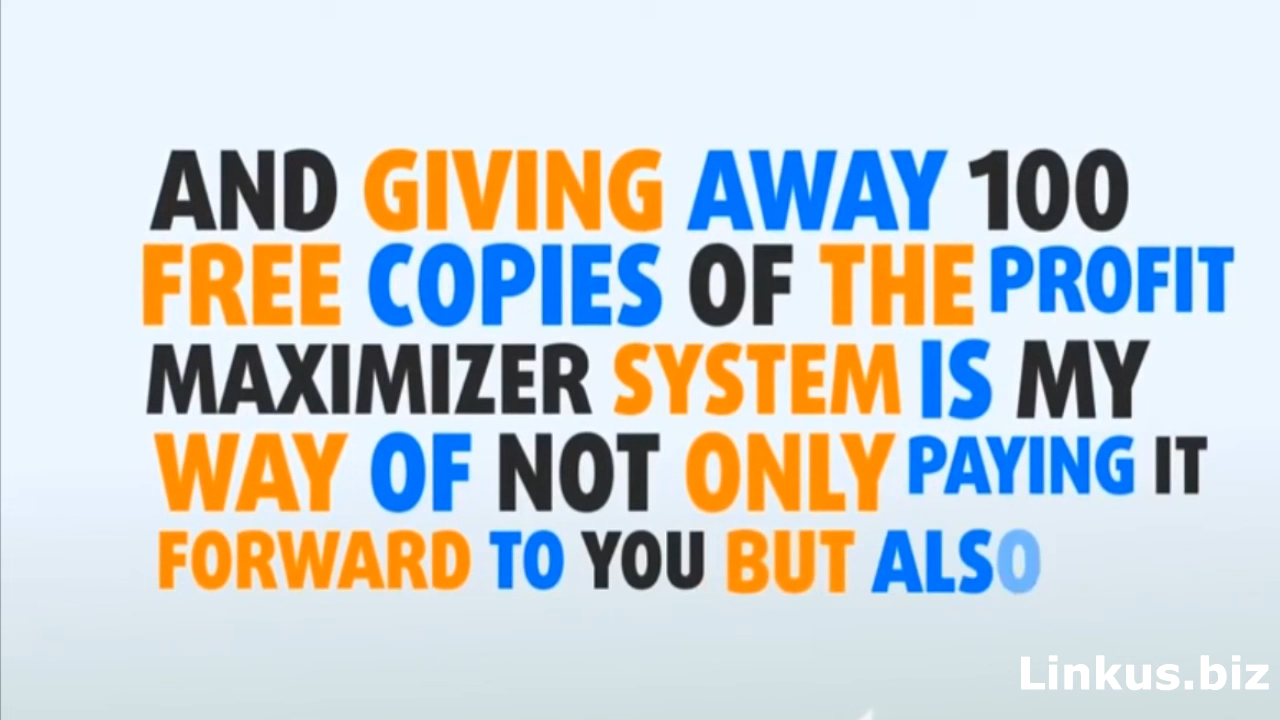 AND GIVING AWAY 100
FREE COPIES OF THE PROFIT
MAXIMIZER SYSTEM IS MY
WAY OF NOT ONLY PAYING IT
FORWARD TO YOU BUT ALSO
Linkus.biz